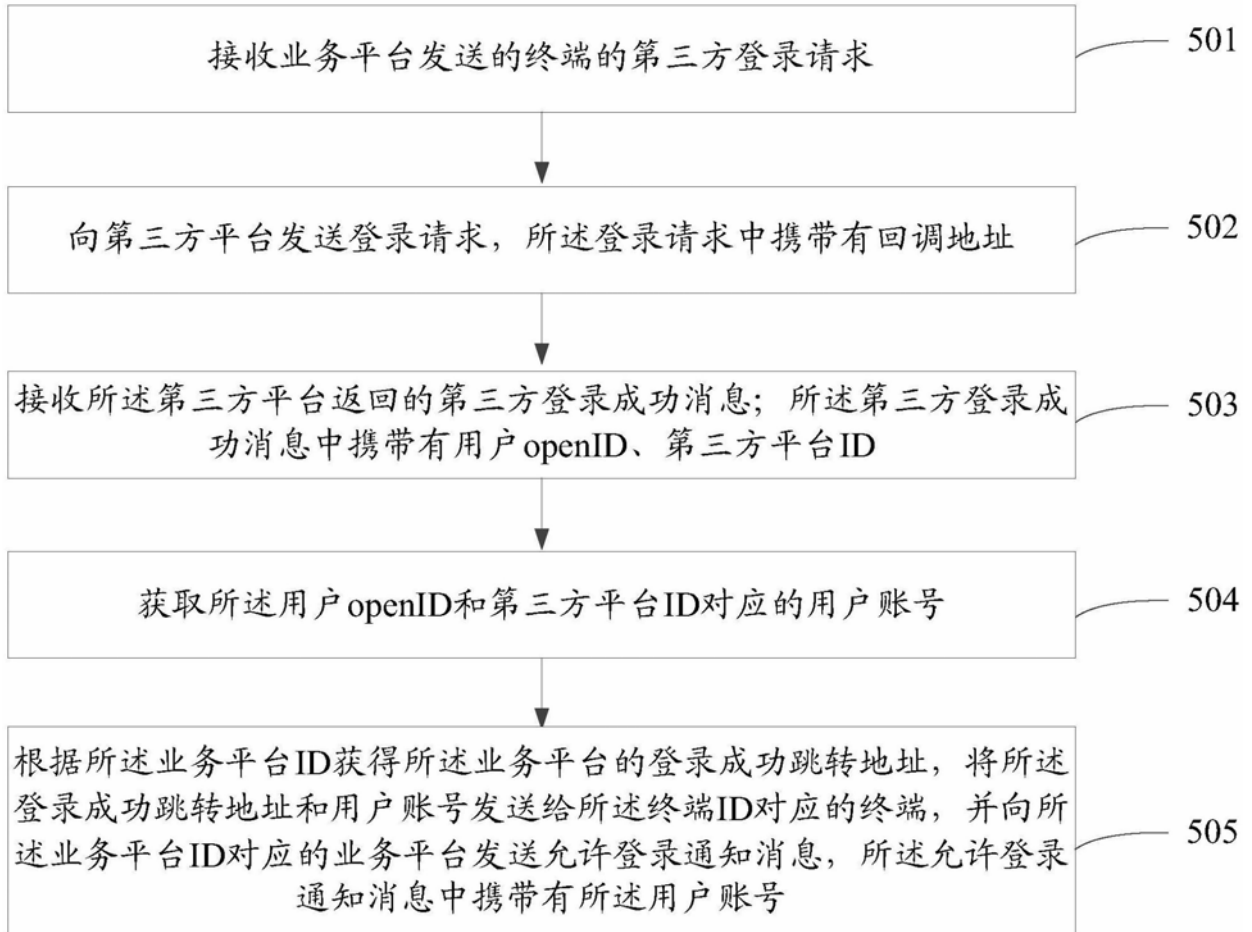 接收业务平台发送的终端的第三方登录请求
501
向第三方平台发送登录请求，所述登录请求中携带有回调地址
502
接收所述第三方平台返回的第三方登录成功消息；所述第三方登录成
功消息中携带有用户openID、第三方平台ID
503
获取所述用户openID和第三方平台ID对应的用户账号
504
根据所述业务平台ID获得所述业务平台的登录成功跳转地址，将所述
登录成功跳转地址和用户账号发送给所述终端ID对应的终端，并向所
述业务平台ID对应的业务平台发送允许登录通知消息，所述允许登录
通知消息中携带有所述用户账号
505